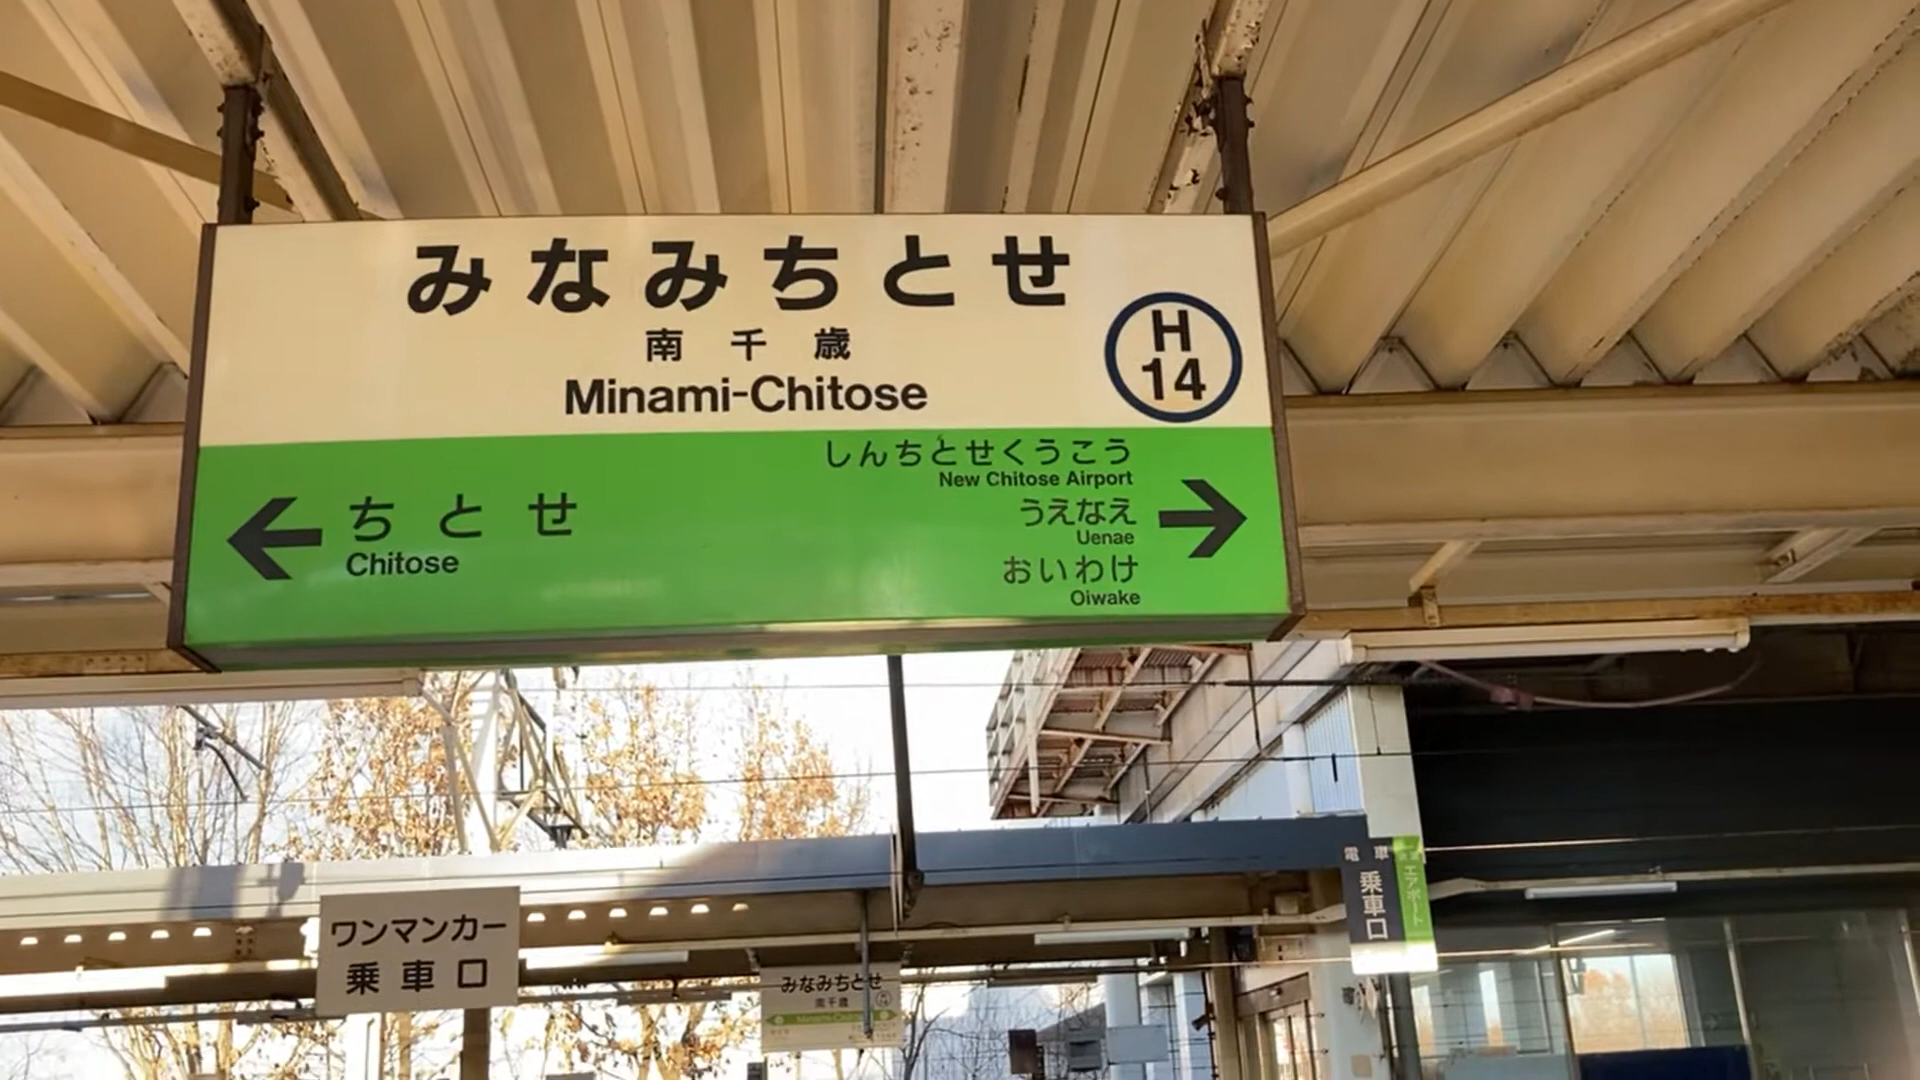 みなみちとせ
南千歳
Minami-Chitose
H
14
ちとせ
Chitose
しんちとせくうこう
New Chitose Airport
うえなえ
Uenae
おいわけ
Oiwake
ワンマンカー
乗車口
電車
乗車口
エアポート
みなみちとせ
南千歳